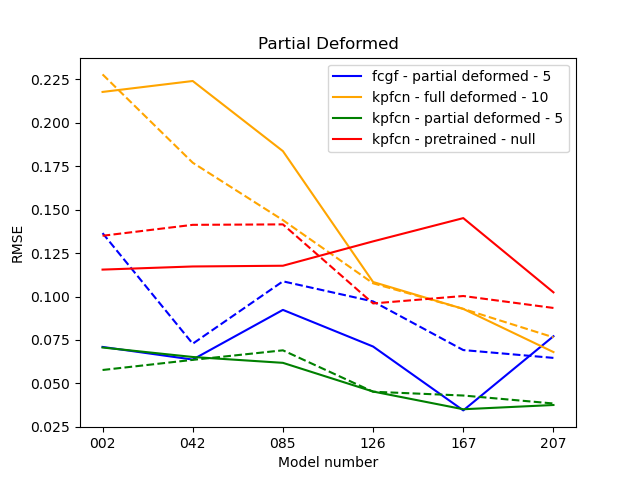 Partial Deformed
fcgf - partial deformed - 5
kpfcn - full deformed - 10
kpfcn - partial deformed - 5
kpfcn - pretrained - null
RMSE
0.225
0.200
0.175
0.150
0.125
0.100
0.075
0.050
0.025
002 042 085 126 167 207
Model number